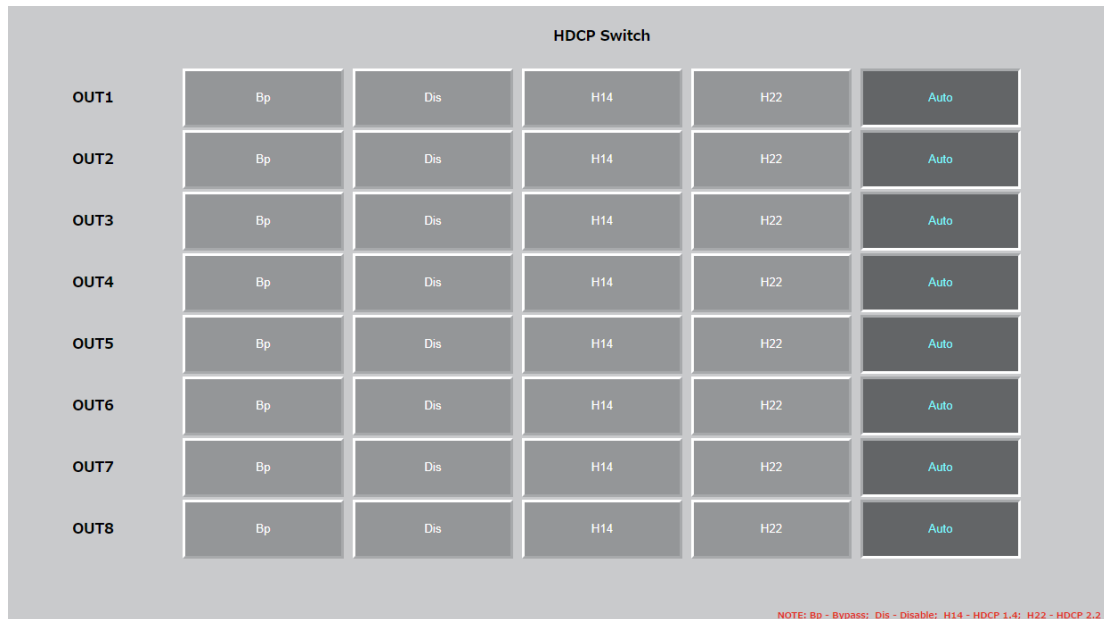 HDCP Switch
OUT1 Bp Dis H14 H22 Auto
OUT2 Bp Dis H14 H22 Auto
OUT3 Bp Dis H14 H22 Auto
OUT4 Bp Dis H14 H22 Auto
OUT5 Bp Dis H14 H22 Auto
OUT6 Bp Dis H14 H22 Auto
OUT7 Bp Dis H14 H22 Auto
OUT8 Bp Dis H14 H22 Auto
NOTE: Bp - Bypass; Dis - Disable; H14 - HDCP 1.4; H22 - HDCP 2.2